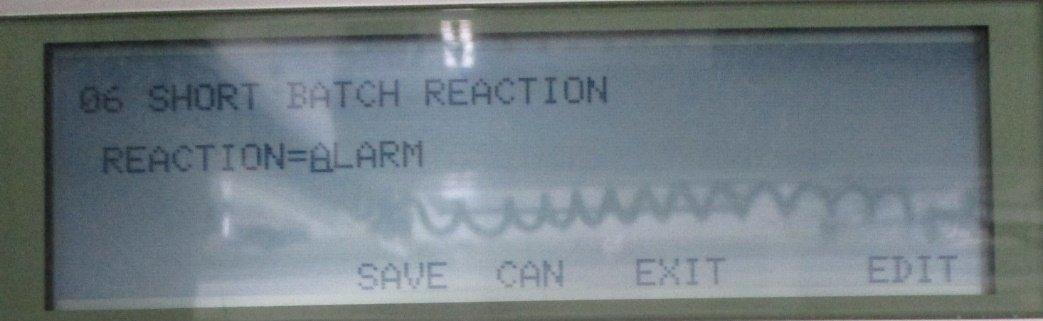 06 SHORT BATCH REACTION
REACTION=ALARM
SAVE CAN EXIT EDIT